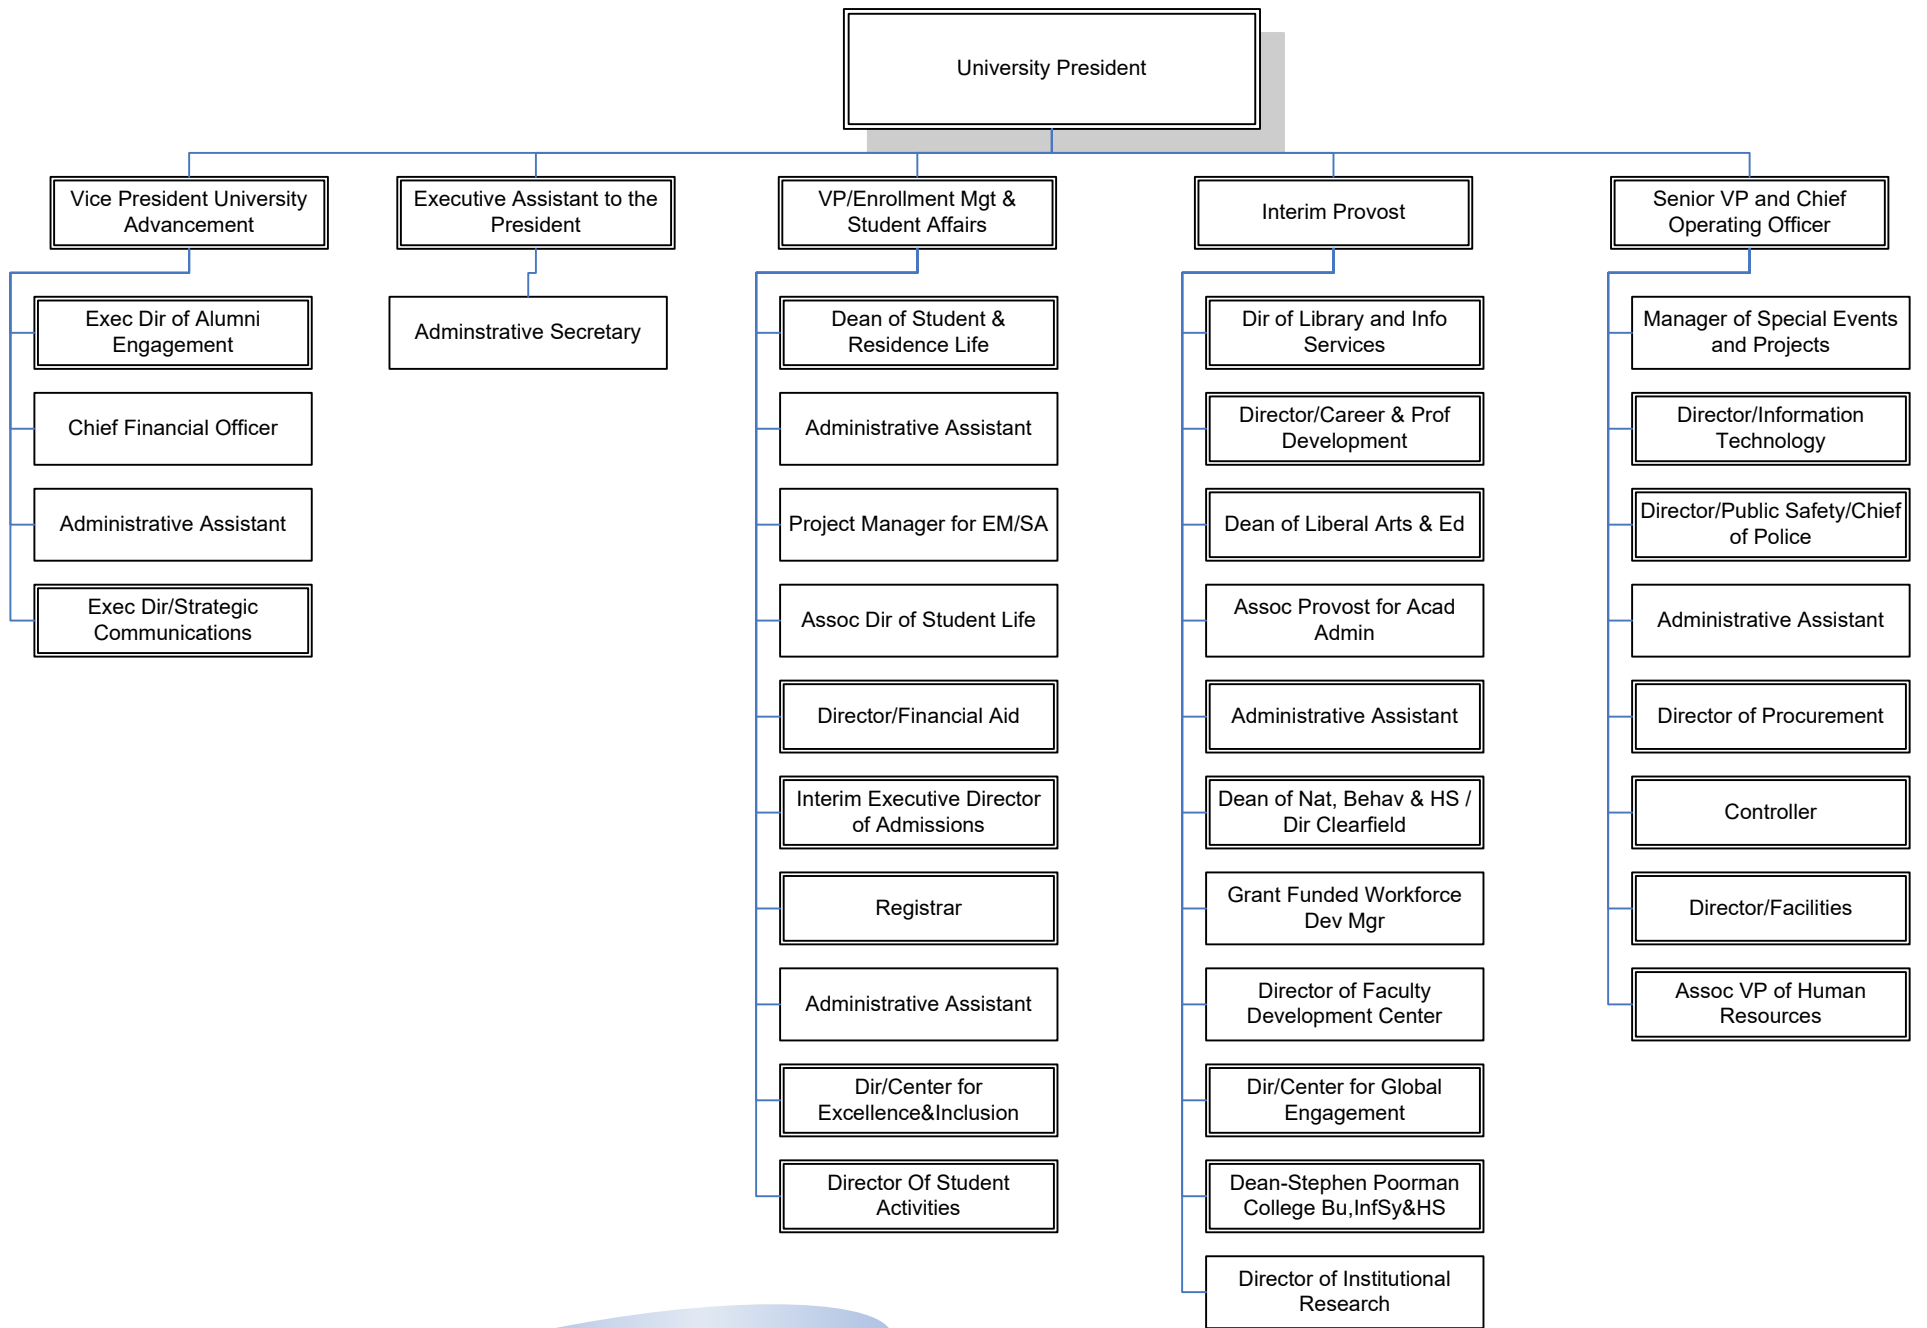 University President
Vice President University
Advancement
Executive Assistant to the
President
VP/Enrollment Mgt &
Student Affairs
Interim Provost
Senior VP and Chief
Operating Officer
Exec Dir of Alumni
Engagement
Chief Financial Officer
Administrative Assistant
Exec Dir/Strategic
Communications
Adminstrative Secretary
Dean of Student &
Residence Life
Administrative Assistant
Project Manager for EM/SA
Assoc Dir of Student Life
Director/Financial Aid
Interim Executive Director
of Admissions
Registrar
Administrative Assistant
Dir/Center for
Excellence&Inclusion
Director Of Student
Activities
Dir of Library and Info
Services
Director/Career & Prof
Development
Dean of Liberal Arts & Ed
Assoc Provost for Acad
Admin
Administrative Assistant
Dean of Nat, Behav & HS /
Dir Clearfield
Grant Funded Workforce
Dev Mgr
Director of Faculty
Development Center
Dir/Center for Global
Engagement
Dean-Stephen Poorman
College Bu,InfSy&HS
Director of Institutional
Research
Manager of Special Events
and Projects
Director/Information
Technology
Director/Public Safety/Chief
of Police
Administrative Assistant
Director of Procurement
Controller
Director/Facilities
Assoc VP of Human
Resources